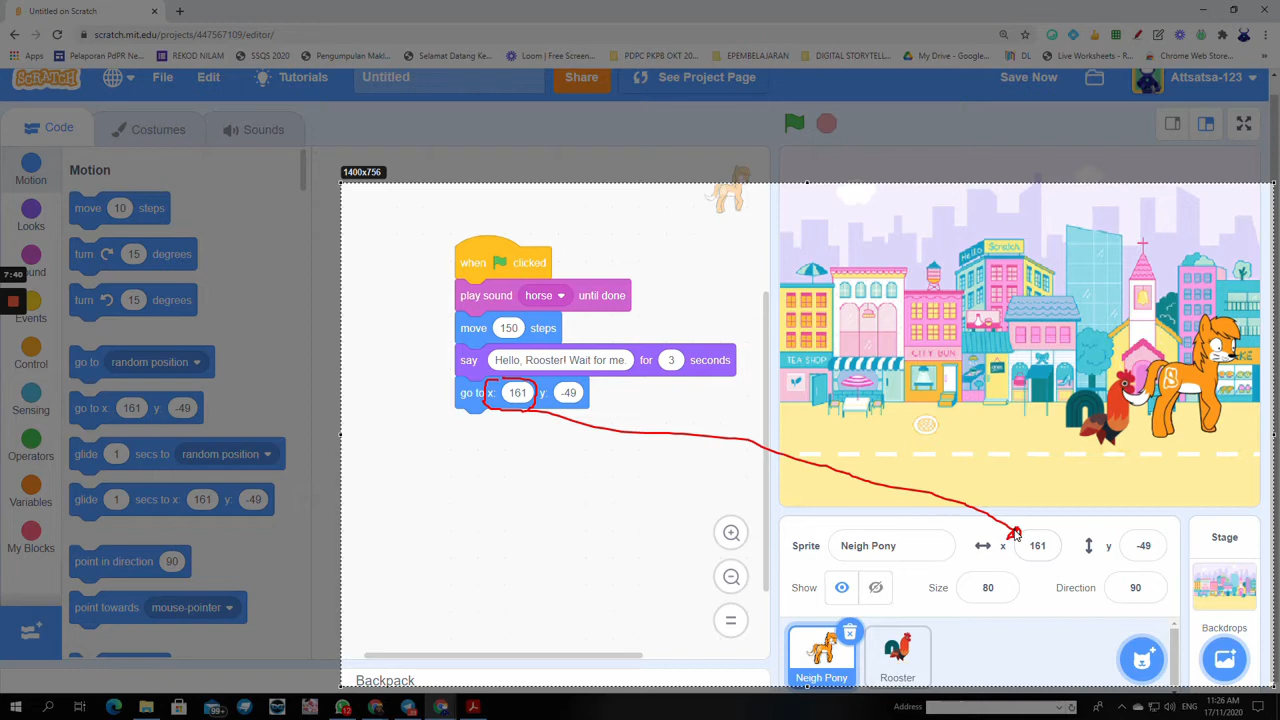 Untitled on Scratch
scratch.mit.edu/projects/447567109/editor/
Apps Pelaporan PdPR Ne... REKOD NILAM SSQS 2020 Pengumpulan Makl... Selamat Datang Ke... Loom | Free Screen... PDPC PKPB OKT 20... EPEMBELAJARAN DIGITAL STORYTELL... My Drive - Google... DL Live Worksheets - R... Chrome Web Store...
SCRATCH File Edit Tutorials Untitled Share See Project Page Save Now Attsatsa-123
Code Costumes Sounds
1400x756
Motion
Motion
move 10 steps
Looks
turn 15 degrees
Sound
7:40
turn 15 degrees
Events
Control
go to random position
Sensing
go to x: 161 y: -49
Operators
glide 1 secs to random position
Variables
glide 1 secs to x: 161 y: -49
My Blocks
point in direction 90
point towards mouse-pointer
when clicked
play sound horse until done
move 150 steps
say Hello, Rooster! Wait for me. for 3 seconds
go to x: 161 y: -49
Scratch
TEA SHOP
CITY BUN
Sprite Neigh Pony x 161 y -49
Show Size 80 Direction 90
Neigh Pony
Rooster
Stage
Backdrops
Backpack
99+
Address
11:26 AM
17/11/2020